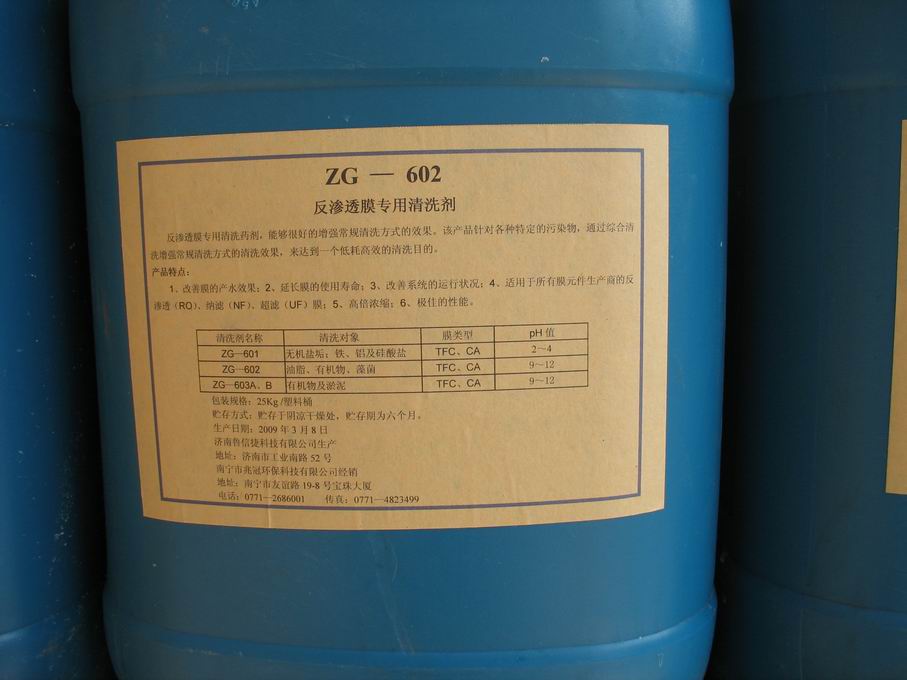 ZG — 602
反渗透膜专用清洗剂
反渗透膜专用清洗药剂，能够很好的增强常规清洗方式的效果。该产品针对各种特定的污染物，通过综合清
洗增强常规清洗方式的清洗效果，来达到一个低耗高效的清洗目的。
产品特点：
1、改善膜的产水效果；2、延长膜的使用寿命；3、改善系统的运行状况；4、适用于所有膜元件生产商的反
渗透（RO）、纳滤（NF）、超滤（UF）膜；5、高倍浓缩；6、极佳的性能。
清洗剂名称 清洗对象 膜类型 pH 值
ZG—601 无机盐垢；铁、铝及硅酸盐 TFC、CA 2～4
ZG—602 油脂、有机物、藻菌 TFC、CA 9～12
ZG—603A、B 有机物及淤泥 TFC、CA 9～12
包装规格：25Kg /塑料桶
贮存方式：贮存于阴凉干燥处，贮存期为六个月。
生产日期：2009 年 3 月 8 日
济南鲁信捷科技有限公司生产
地址：济南市工业南路 52 号
南宁市兆冠环保科技有限公司经销
地址：南宁市友谊路 19-8 号宝珠大厦
电话：0771—2686001 传真：0771—4823499